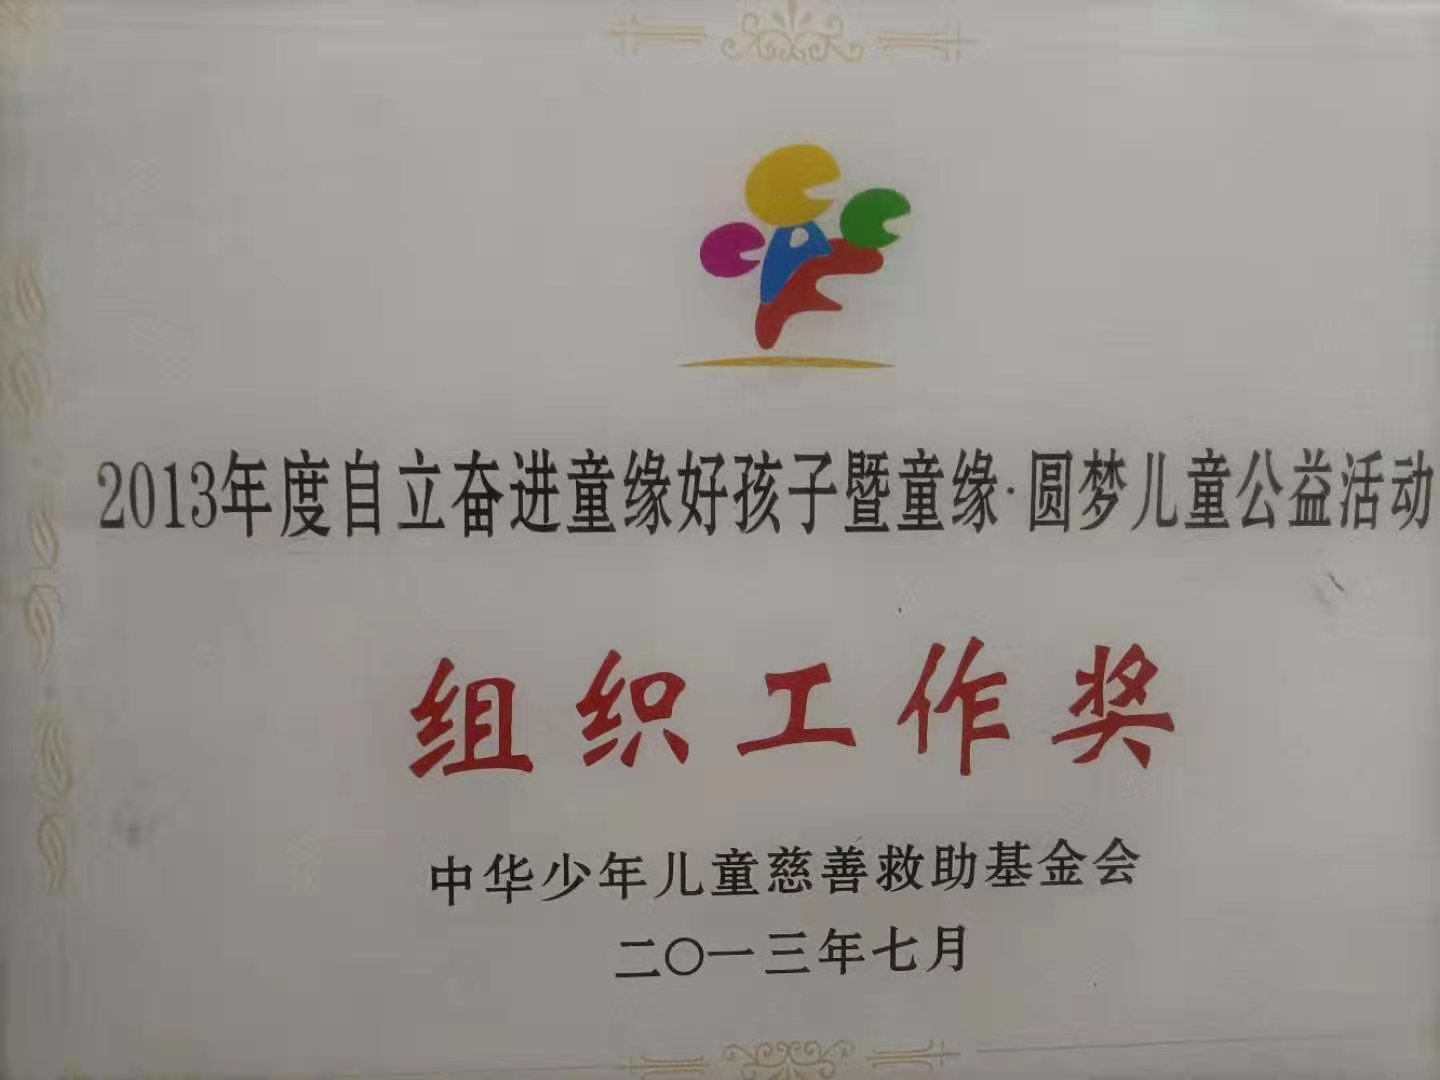 2013年度自立奋进童缘好孩子暨童缘·圆梦儿童公益活动
组织工作奖
中华少年儿童慈善救助基金会
二〇一三年七月